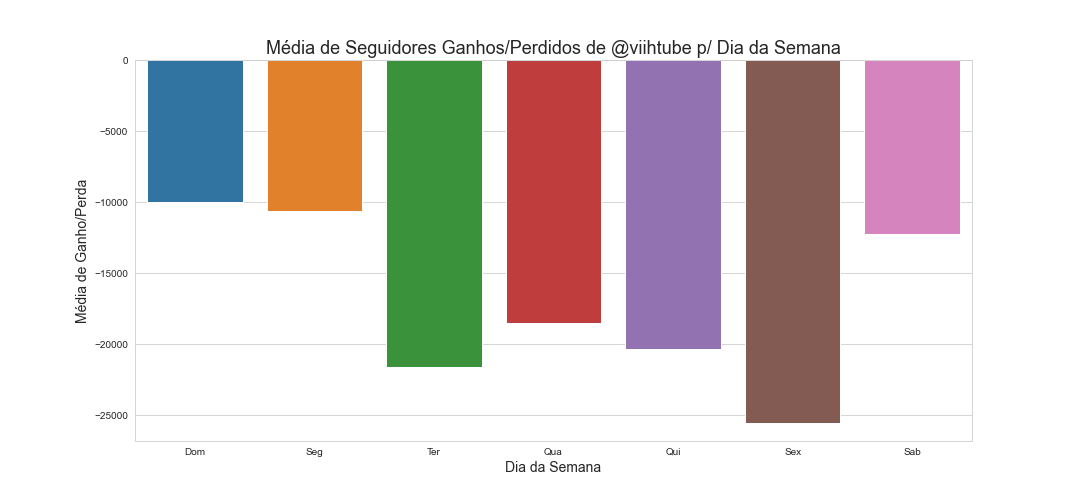 Média de Seguidores Ganhos/Perdidos de @viihtube p/ Dia da Semana
0
−5000
−10000
−15000
−20000
−25000
Média de Ganho/Perda
Dom Seg Ter Qua Qui Sex Sab
Dia da Semana